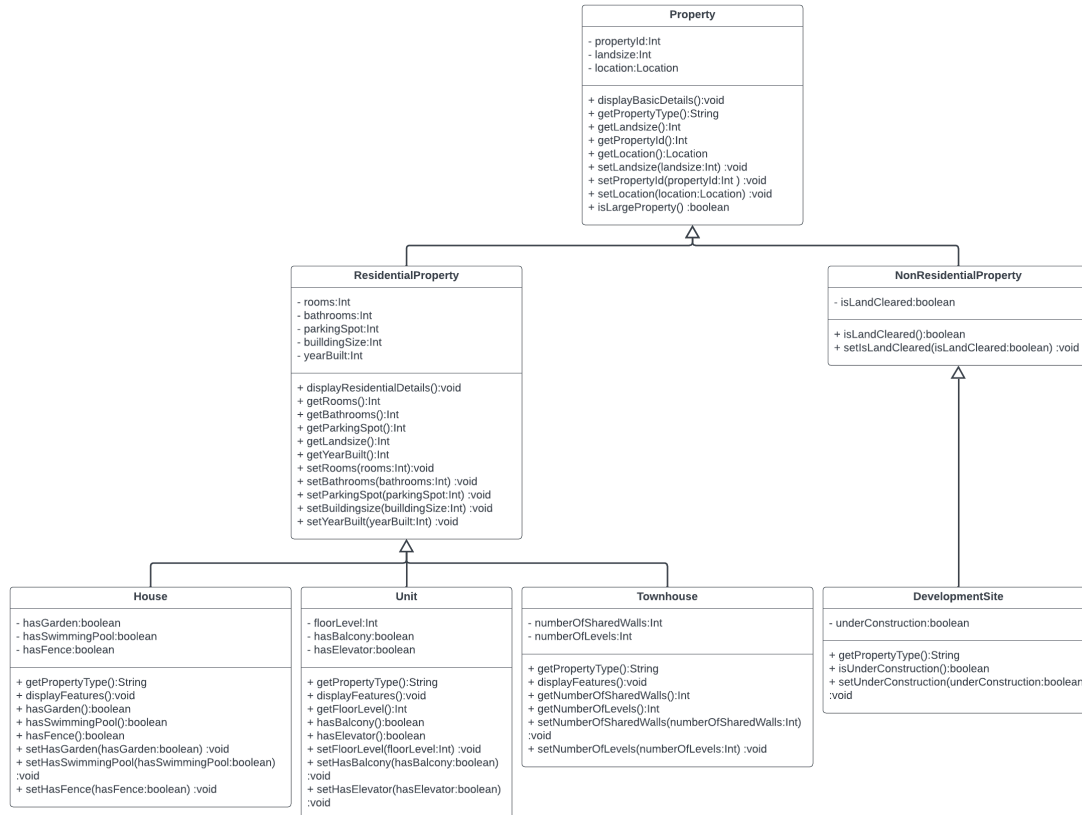 Property
- propertyId:Int
- landsize:Int
- location:Location
+ displayBasicDetails():void
+ getPropertyType():String
+ getLandsize():Int
+ getPropertyId():Int
+ getLocation():Location
+ setLandsize(landsize:Int) :void
+ setPropertyId(propertyId:Int ) :void
+ setLocation(location:Location) :void
+ isLargeProperty() :boolean
ResidentialProperty
- rooms:Int
- bathrooms:Int
- parkingSpot:Int
- builldingSize:Int
- yearBuilt:Int
+ displayResidentialDetails():void
+ getRooms():Int
+ getBathrooms():Int
+ getParkingSpot():Int
+ getLandsize():Int
+ getYearBuilt():Int
+ setRooms(rooms:Int):void
+ setBathrooms(bathrooms:Int) :void
+ setParkingSpot(parkingSpot:Int) :void
+ setBuildingsize(builldingSize:Int) :void
+ setYearBuilt(yearBuilt:Int) :void
NonResidentialProperty
- isLandCleared:boolean
+ isLandCleared():boolean
+ setIsLandCleared(isLandCleared:boolean) :void
House
- hasGarden:boolean
- hasSwimmingPool:boolean
- hasFence:boolean
+ getPropertyType():String
+ displayFeatures():void
+ hasGarden():boolean
+ hasSwimmingPool():boolean
+ hasFence():boolean
+ setHasGarden(hasGarden:boolean) :void
+ setHasSwimmingPool(hasSwimmingPool:boolean)
:void
+ setHasFence(hasFence:boolean) :void
Unit
- floorLevel:Int
- hasBalcony:boolean
- hasElevator:boolean
+ getPropertyType():String
+ displayFeatures():void
+ getFloorLevel():Int
+ hasBalcony():boolean
+ hasElevator():boolean
+ setFloorLevel(floorLevel:Int) :void
+ setHasBalcony(hasBalcony:boolean)
:void
+ setHasElevator(hasElevator:boolean)
:void
Townhouse
- numberOfSharedWalls:Int
- numberOfLevels:Int
+ getPropertyType():String
+ displayFeatures():void
+ getNumberOfSharedWalls():Int
+ getNumberOfLevels():Int
+ setNumberOfSharedWalls(numberOfSharedWalls:Int)
:void
+ setNumberOfLevels(numberOfLevels:Int) :void
DevelopmentSite
- underConstruction:boolean
+ getPropertyType():String
+ isUnderConstruction():boolean
+ setUnderConstruction(underConstruction:boolean
:void